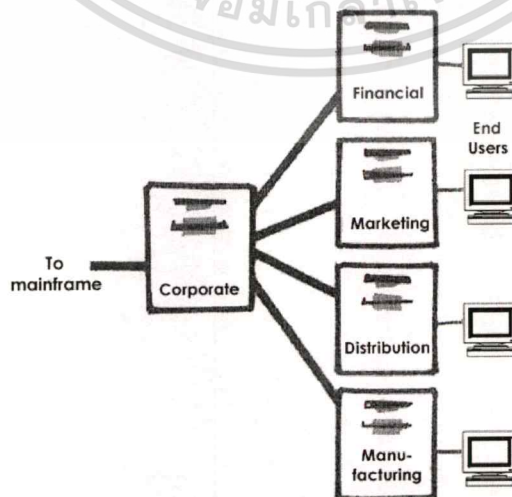 Financial
End
Users
Marketing
To
mainframe
Corporate
Distribution
Manu-
facturing